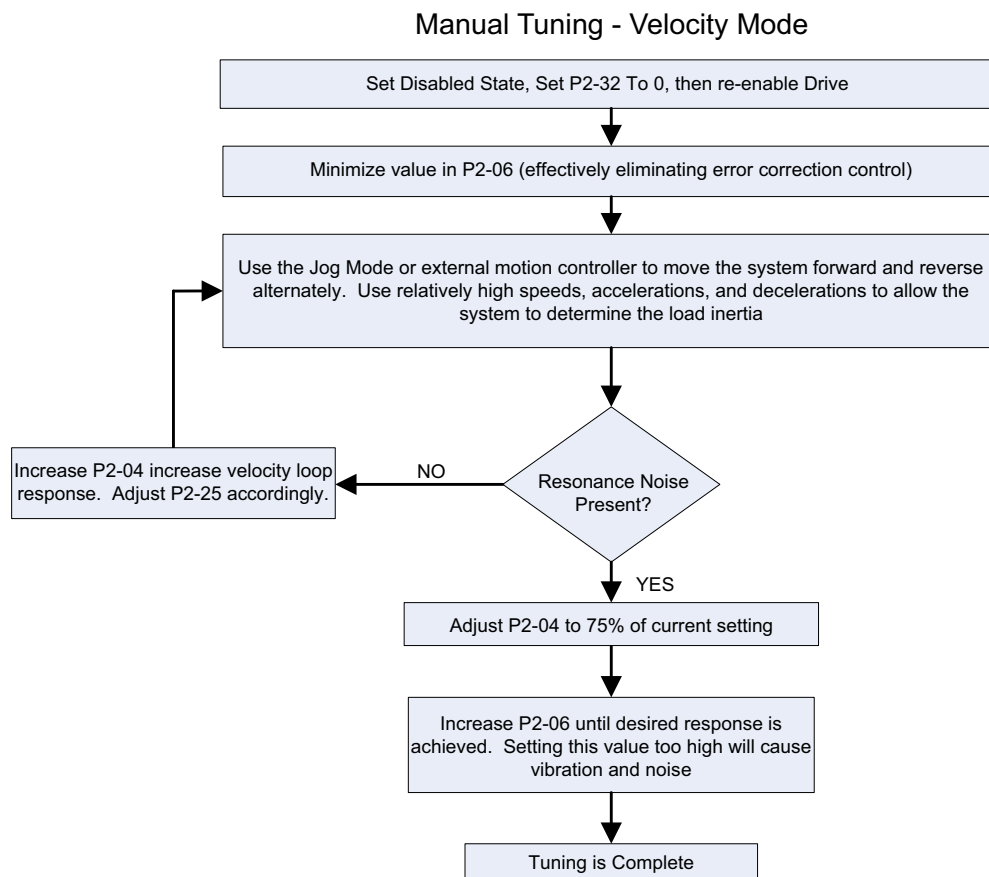 Manual Tuning - Velocity Mode
Set Disabled State, Set P2-32 To 0, then re-enable Drive
Minimize value in P2-06 (effectively eliminating error correction control)
Use the Jog Mode or external motion controller to move the system forward and reverse
alternately.  Use relatively high speeds, accelerations, and decelerations to allow the
system to determine the load inertia
Resonance Noise
Present?
NO
Increase P2-04 increase velocity loop
response.  Adjust P2-25 accordingly.
YES
Adjust P2-04 to 75% of current setting
Increase P2-06 until desired response is
achieved.  Setting this value too high will cause
vibration and noise
Tuning is Complete